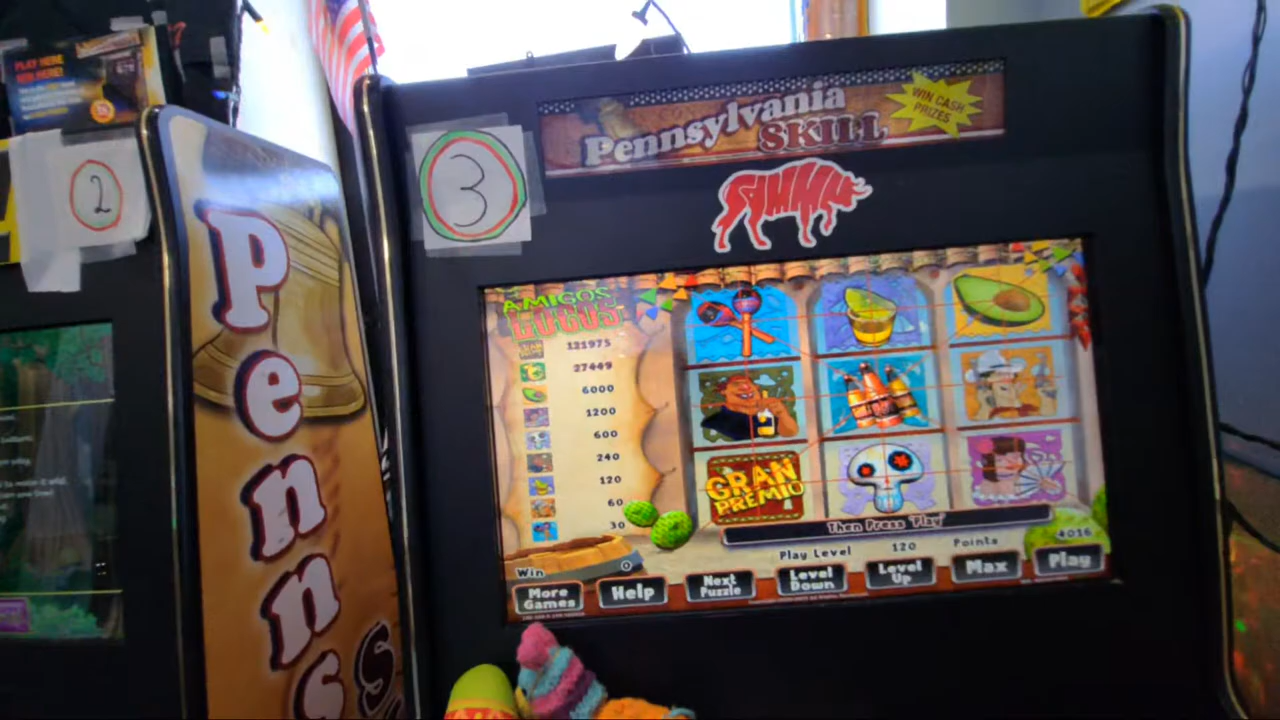 PLAY HERE
WIN HERE!
2
Pennsylvania
SKILL
WIN CASH
PRIZES
3
Penns
S
AMIGOS
LOCOS
121975
27449
6000
1200
600
240
120
60
30
GRAN
PREMIO
Then Press 'Play'
Win 0
Play Level 120 Points 4016
More
Games
Help
Next
Puzzle
Level
Down
Level
Up
Max
Play